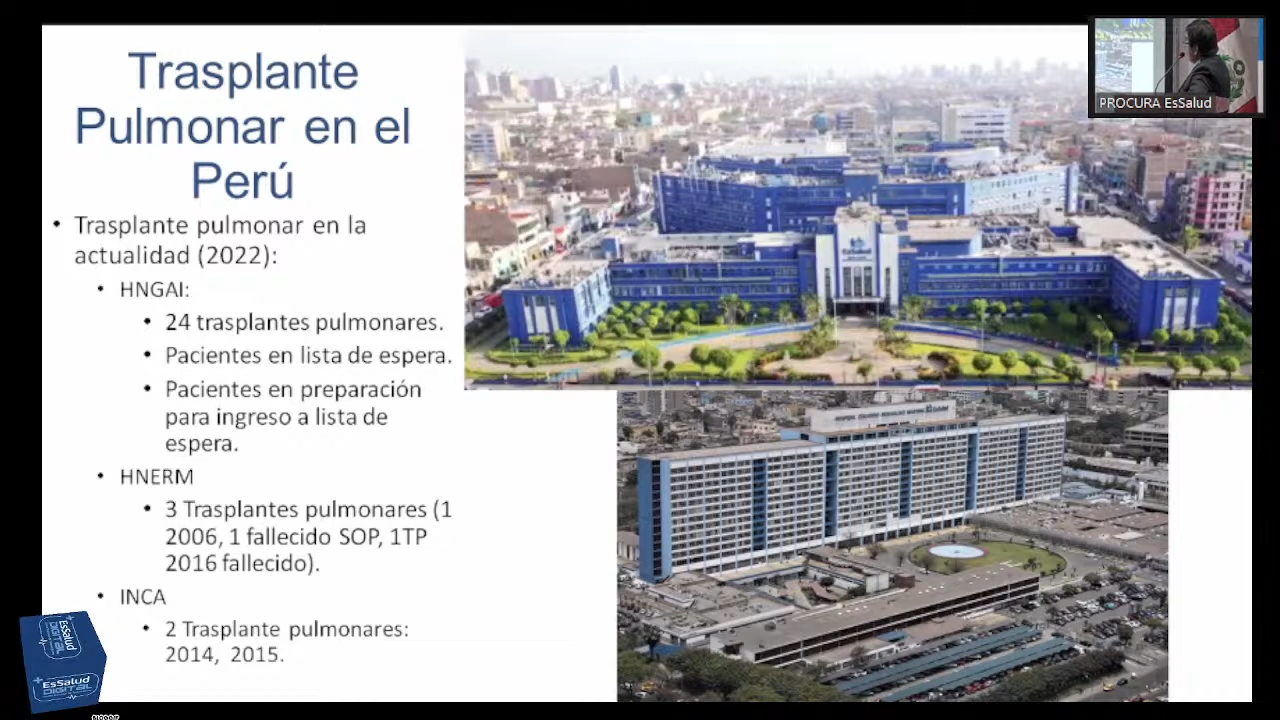 Trasplante
Pulmonar en el
Perú
• Trasplante pulmonar en la
actualidad (2022):
• HNGAI:
• 24 trasplantes pulmonares.
• Pacientes en lista de espera.
• Pacientes en preparación
para ingreso a lista de
espera.
• HNERM
• 3 Trasplantes pulmonares (1
2006, 1 fallecido SOP, 1TP
2016 fallecido).
• INCA
• 2 Trasplante pulmonares:
2014, 2015.
PROCURA EsSalud
EsSalud
EsSalud
DIGITAL
EsSalud
DIGITAL